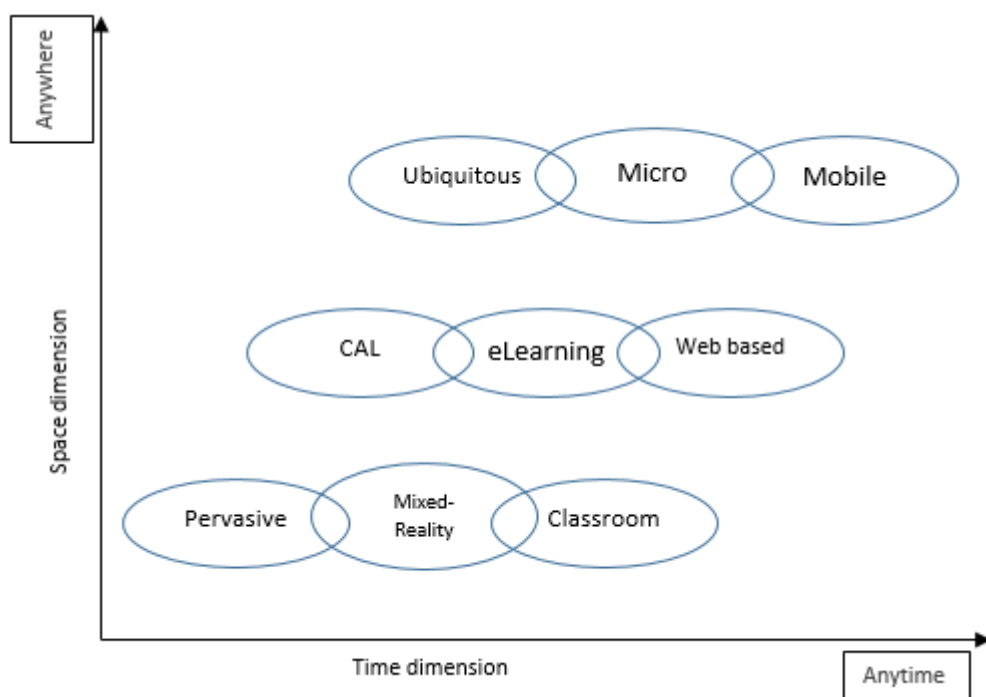 Anywhere
Ubiquitous
Micro
Mobile
Space dimension
CAL
eLearning
Web based
Pervasive
Mixed-
Reality
Classroom
Time dimension
Anytime